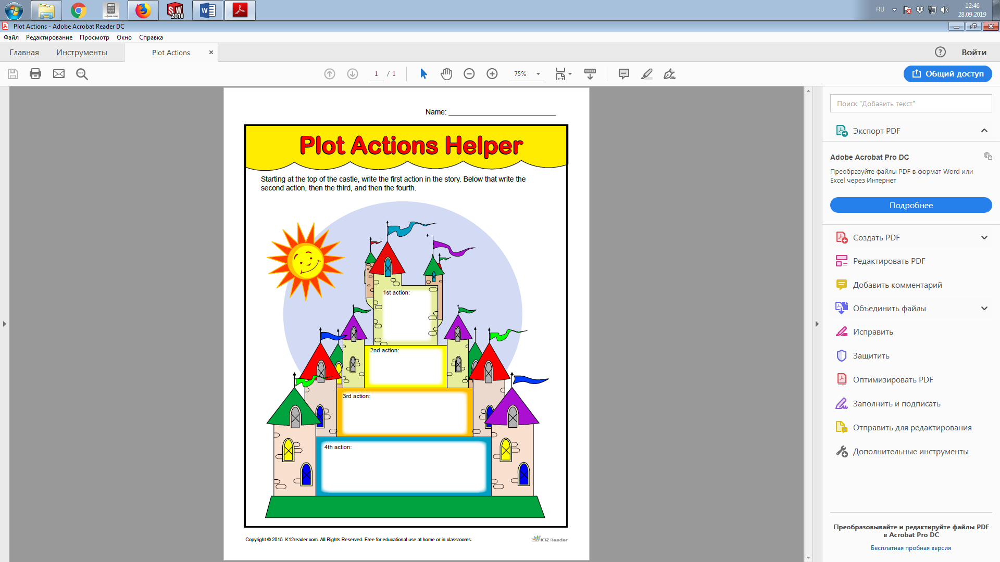 SW
2018
RU
12:46
28.09.2019
Plot Actions - Adobe Acrobat Reader DC
Файл Редактирование Просмотр Окно Справка
Главная Инструменты Plot Actions
Войти
1 / 1
75%
Общий доступ
Name:
Plot Actions Helper
Starting at the top of the castle, write the first action in the story. Below that write the
second action, then the third, and then the fourth.
1st action:
2nd action:
3rd action:
4th action:
Copyright © 2015 K12reader.com. All Rights Reserved. Free for educational use at home or in classrooms.
K12 Reader
Поиск "Добавить текст"
Экспорт PDF
Adobe Acrobat Pro DC
Преобразуйте файлы PDF в формат Word или
Excel через Интернет
Подробнее
Создать PDF
Редактировать PDF
Добавить комментарий
Объединить файлы
Исправить
Защитить
Оптимизировать PDF
Заполнить и подписать
Отправить для редактирования
Дополнительные инструменты
Преобразовывайте и редактируйте файлы PDF
в Acrobat Pro DC
Бесплатная пробная версия